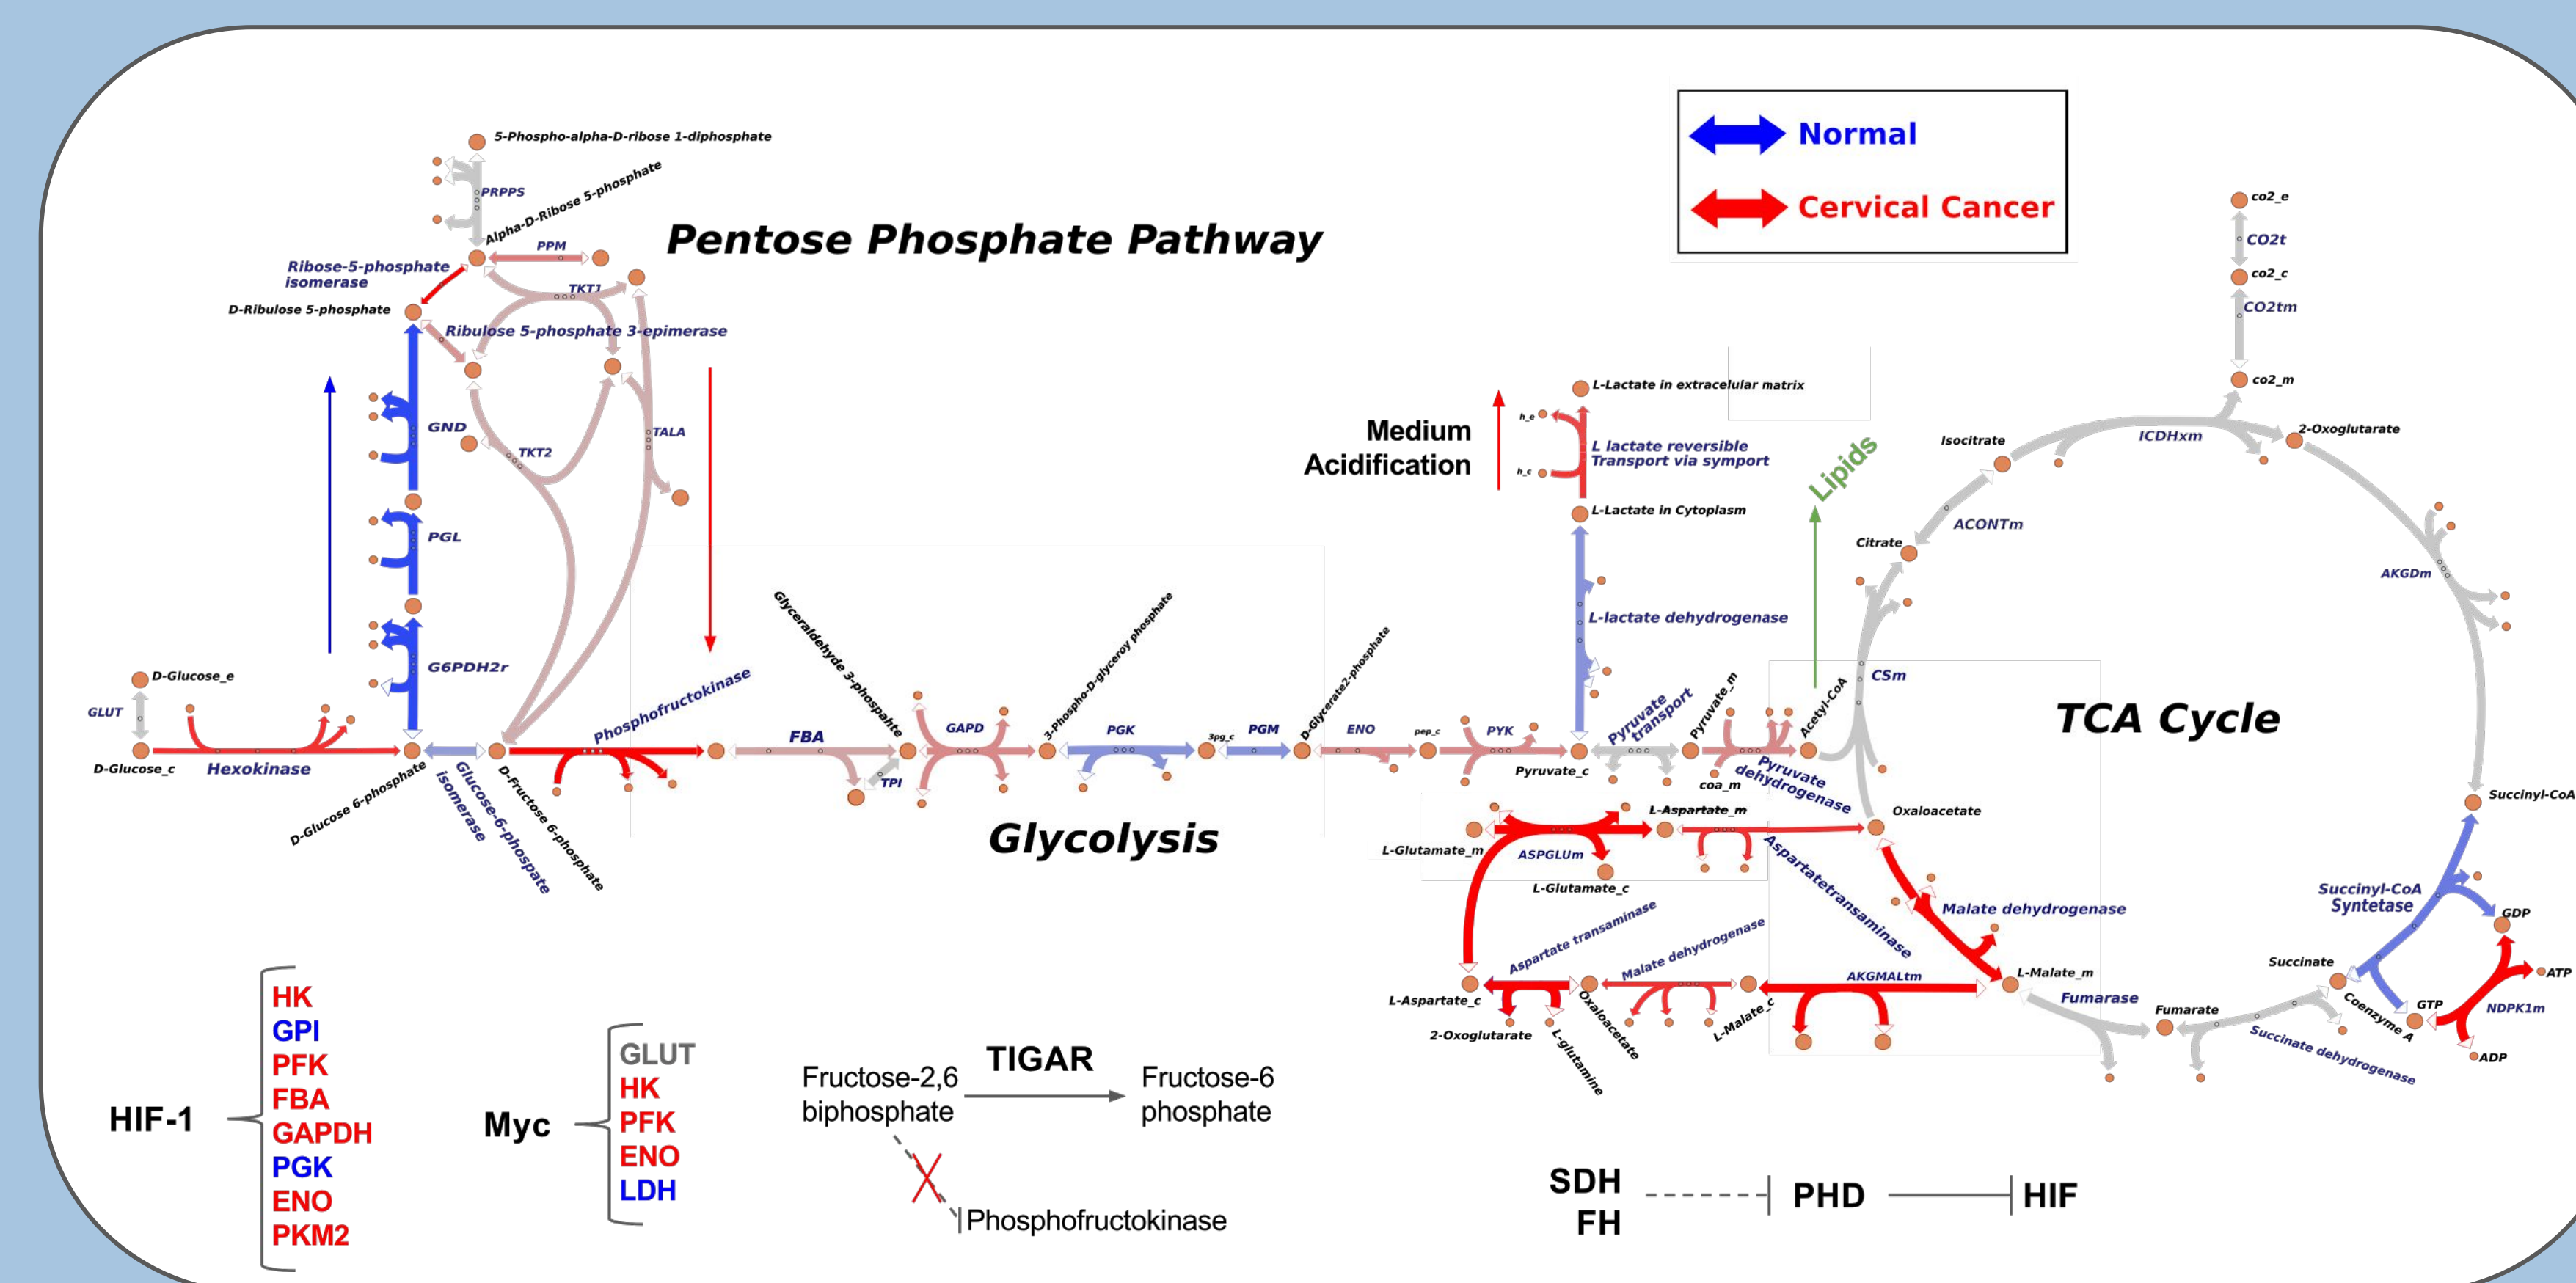 Normal
Cervical Cancer
5-Phospho-alpha-D-ribose 1-diphosphate
PRPPS
Alpha-D-Ribose 5-phosphate
PPM
Pentose Phosphate Pathway
Ribose-5-phosphate
isomerase
TKT1
D-Ribulose 5-phosphate
Ribulose 5-phosphate 3-epimerase
GND
TKT2
TALA
PGL
G6PDH2r
D-Glucose_e
GLUT
D-Glucose_c
Hexokinase
D-Glucose 6-phosphate
Glucose-6-phospate
isomerase
D-Fructose 6-phosphate
Phosphofructokinase
FBA
TPI
Glyceraldehyde 3-phospahte
GAPD
3-Phospho-D-glyceroy phosphate
PGK
3pg_c
PGM
D-Glycerate2-phosphate
ENO
pep_c
PYK
Pyruvate_c
Glycolysis
Medium
Acidification
L-Lactate in extracelular matrix
h_e
L lactate reversible
Transport via symport
h_c
L-Lactate in Cytoplasm
L-lactate dehydrogenase
Pyruvate
transport
Pyruvate_m
coa_m
Pyruvate
dehydrogenase
Acetyl-CoA
Lipids
co2_e
CO2t
co2_c
CO2tm
co2_m
Isocitrate
ICDHxm
2-Oxoglutarate
ACONTm
Citrate
AKGDm
CSm
TCA Cycle
Succinyl-CoA
Oxaloacetate
L-Aspartate_m
L-Glutamate_m
ASPGLUm
L-Glutamate_c
Aspartatetransaminase
Malate dehydrogenase
Succinyl-CoA
Syntetase
GDP
Aspartate transaminase
Malate dehydrogenase
AKGMALtm
L-Malate_m
Succinate
ATP
L-Aspartate_c
Oxaloacetate
L-Malate_c
Fumarase
Fumarate
Coenzyme A
GTP
NDPK1m
2-Oxoglutarate
L-glutamine
Succinate dehydrogenase
ADP
HIF-1
HK
GPI
PFK
FBA
GAPDH
PGK
ENO
PKM2
Myc
GLUT
HK
PFK
ENO
LDH
Fructose-2,6
biphosphate
TIGAR
Fructose-6
phosphate
Phosphofructokinase
SDH
FH
PHD
HIF